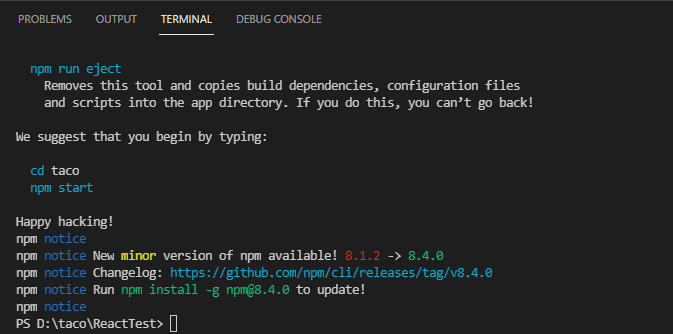 PROBLEMS OUTPUT TERMINAL DEBUG CONSOLE
npm run eject
Removes this tool and copies build dependencies, configuration files
and scripts into the app directory. If you do this, you can’t go back!
We suggest that you begin by typing:
cd taco
npm start
Happy hacking!
npm notice
npm notice New minor version of npm available! 8.1.2 -> 8.4.0
npm notice Changelog: https://github.com/npm/cli/releases/tag/v8.4.0
npm notice Run npm install -g npm@8.4.0 to update!
npm notice
PS D:\taco\ReactTest>